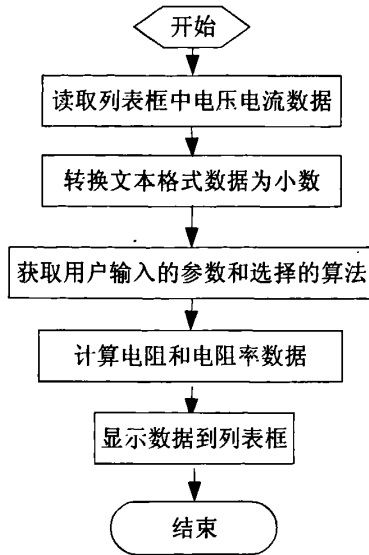 开始
读取列表框中电压电流数据
转换文本格式数据为小数
获取用户输入的参数和选择的算法
计算电阻和电阻率数据
显示数据到列表框
结束